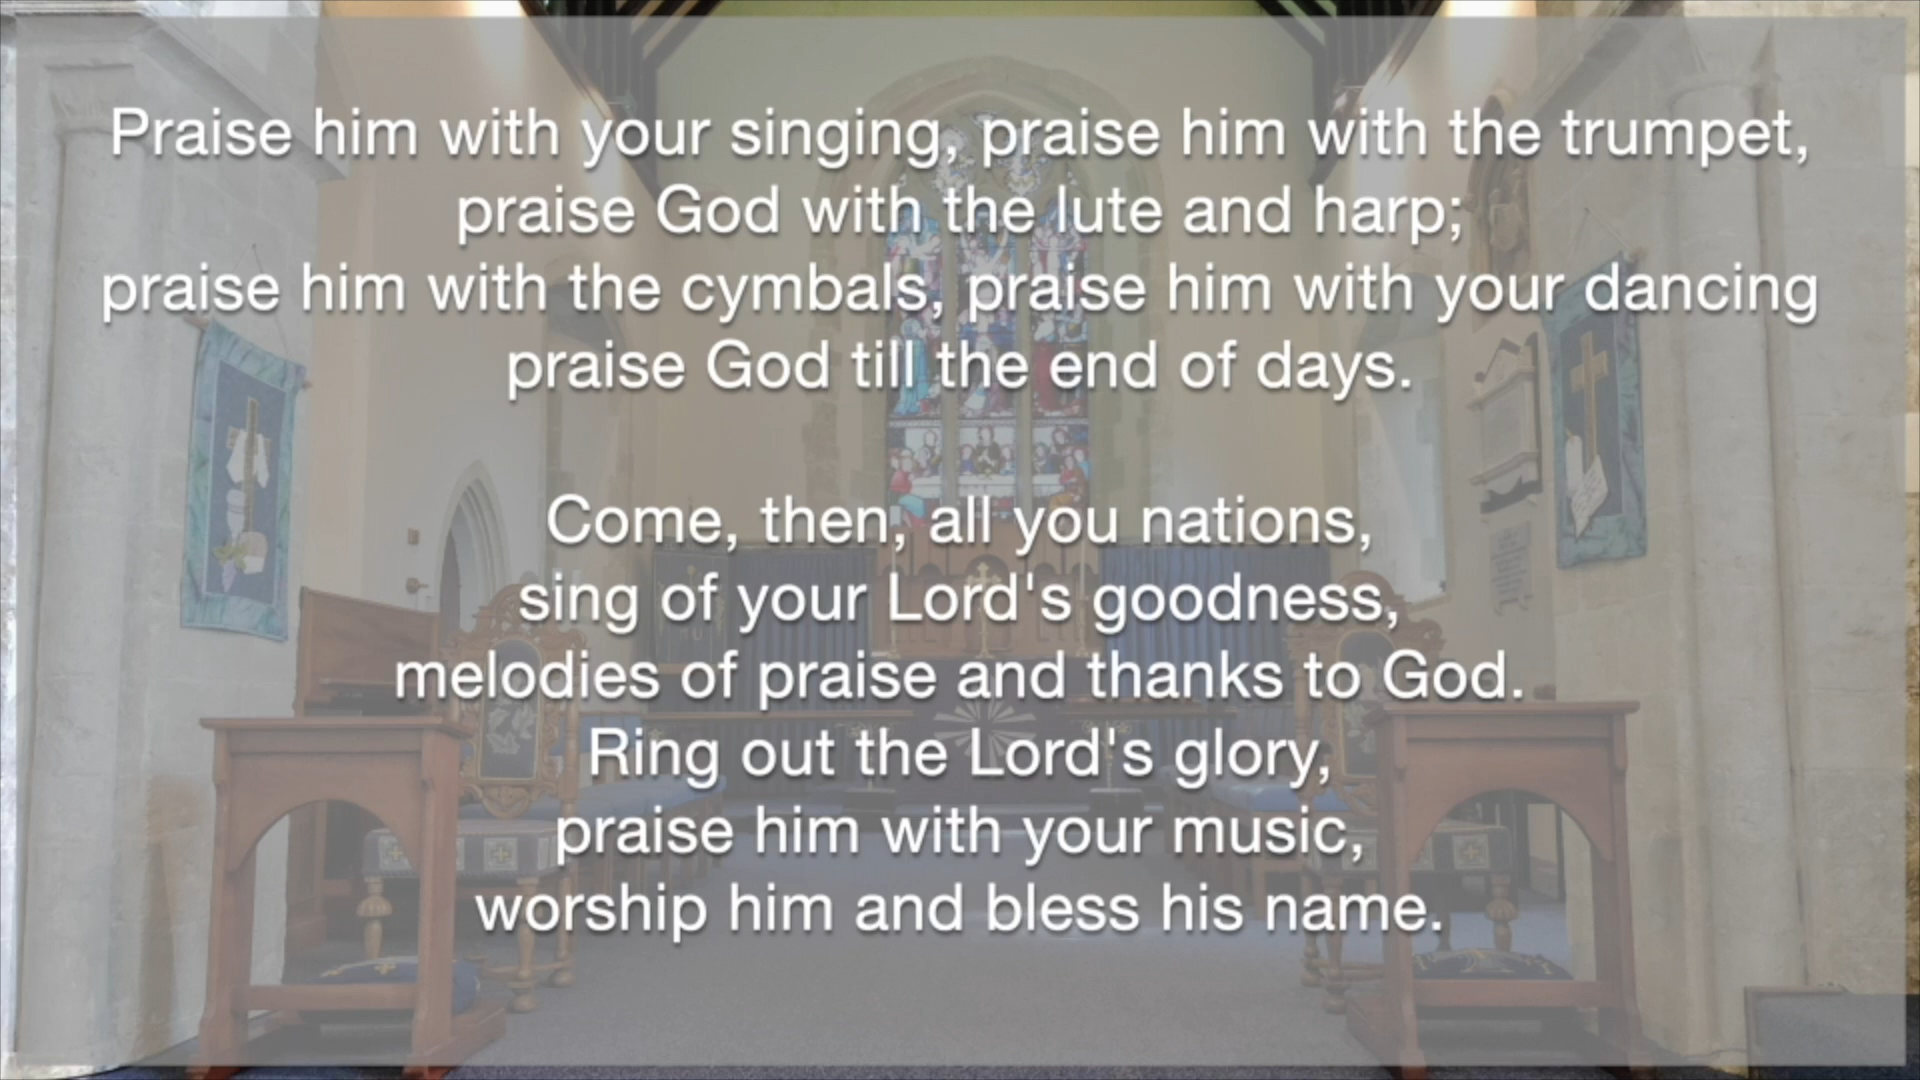 Praise him with your singing, praise him with the trumpet,
praise God with the lute and harp;
praise him with the cymbals, praise him with your dancing
praise God till the end of days.
Come, then, all you nations,
sing of your Lord's goodness,
melodies of praise and thanks to God.
Ring out the Lord's glory,
praise him with your music,
worship him and bless his name.